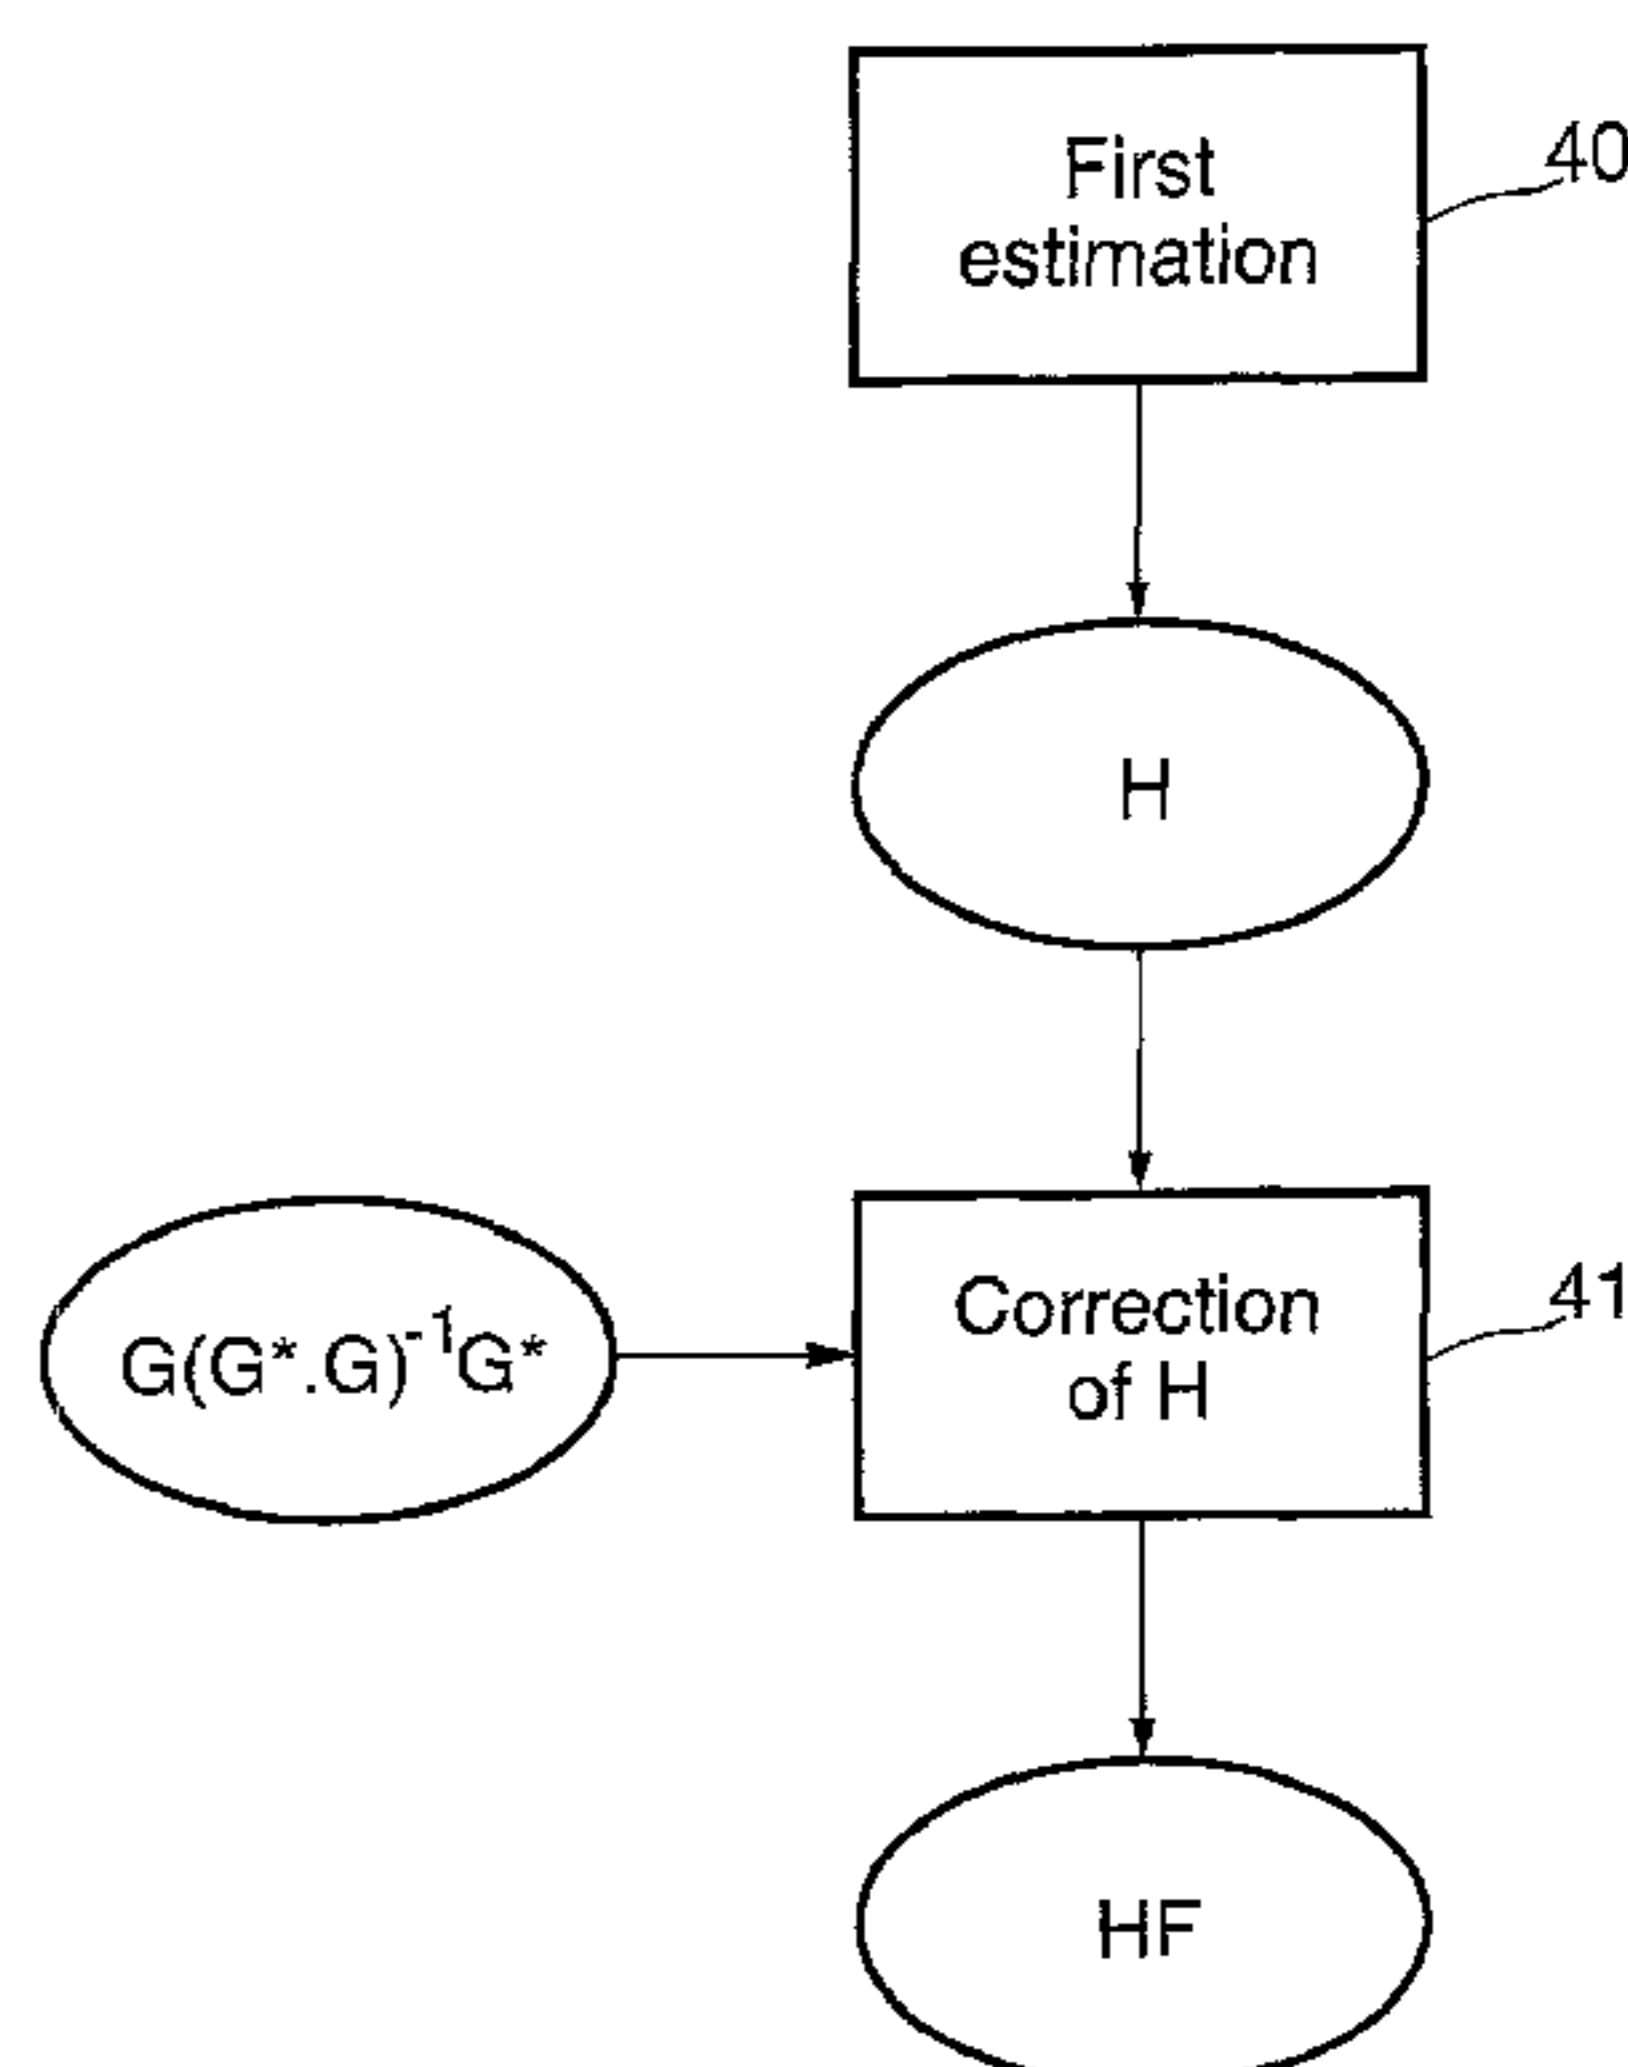 First
estimation
40
H
G(G*.G)⁻¹G*
Correction
of H
41
HF